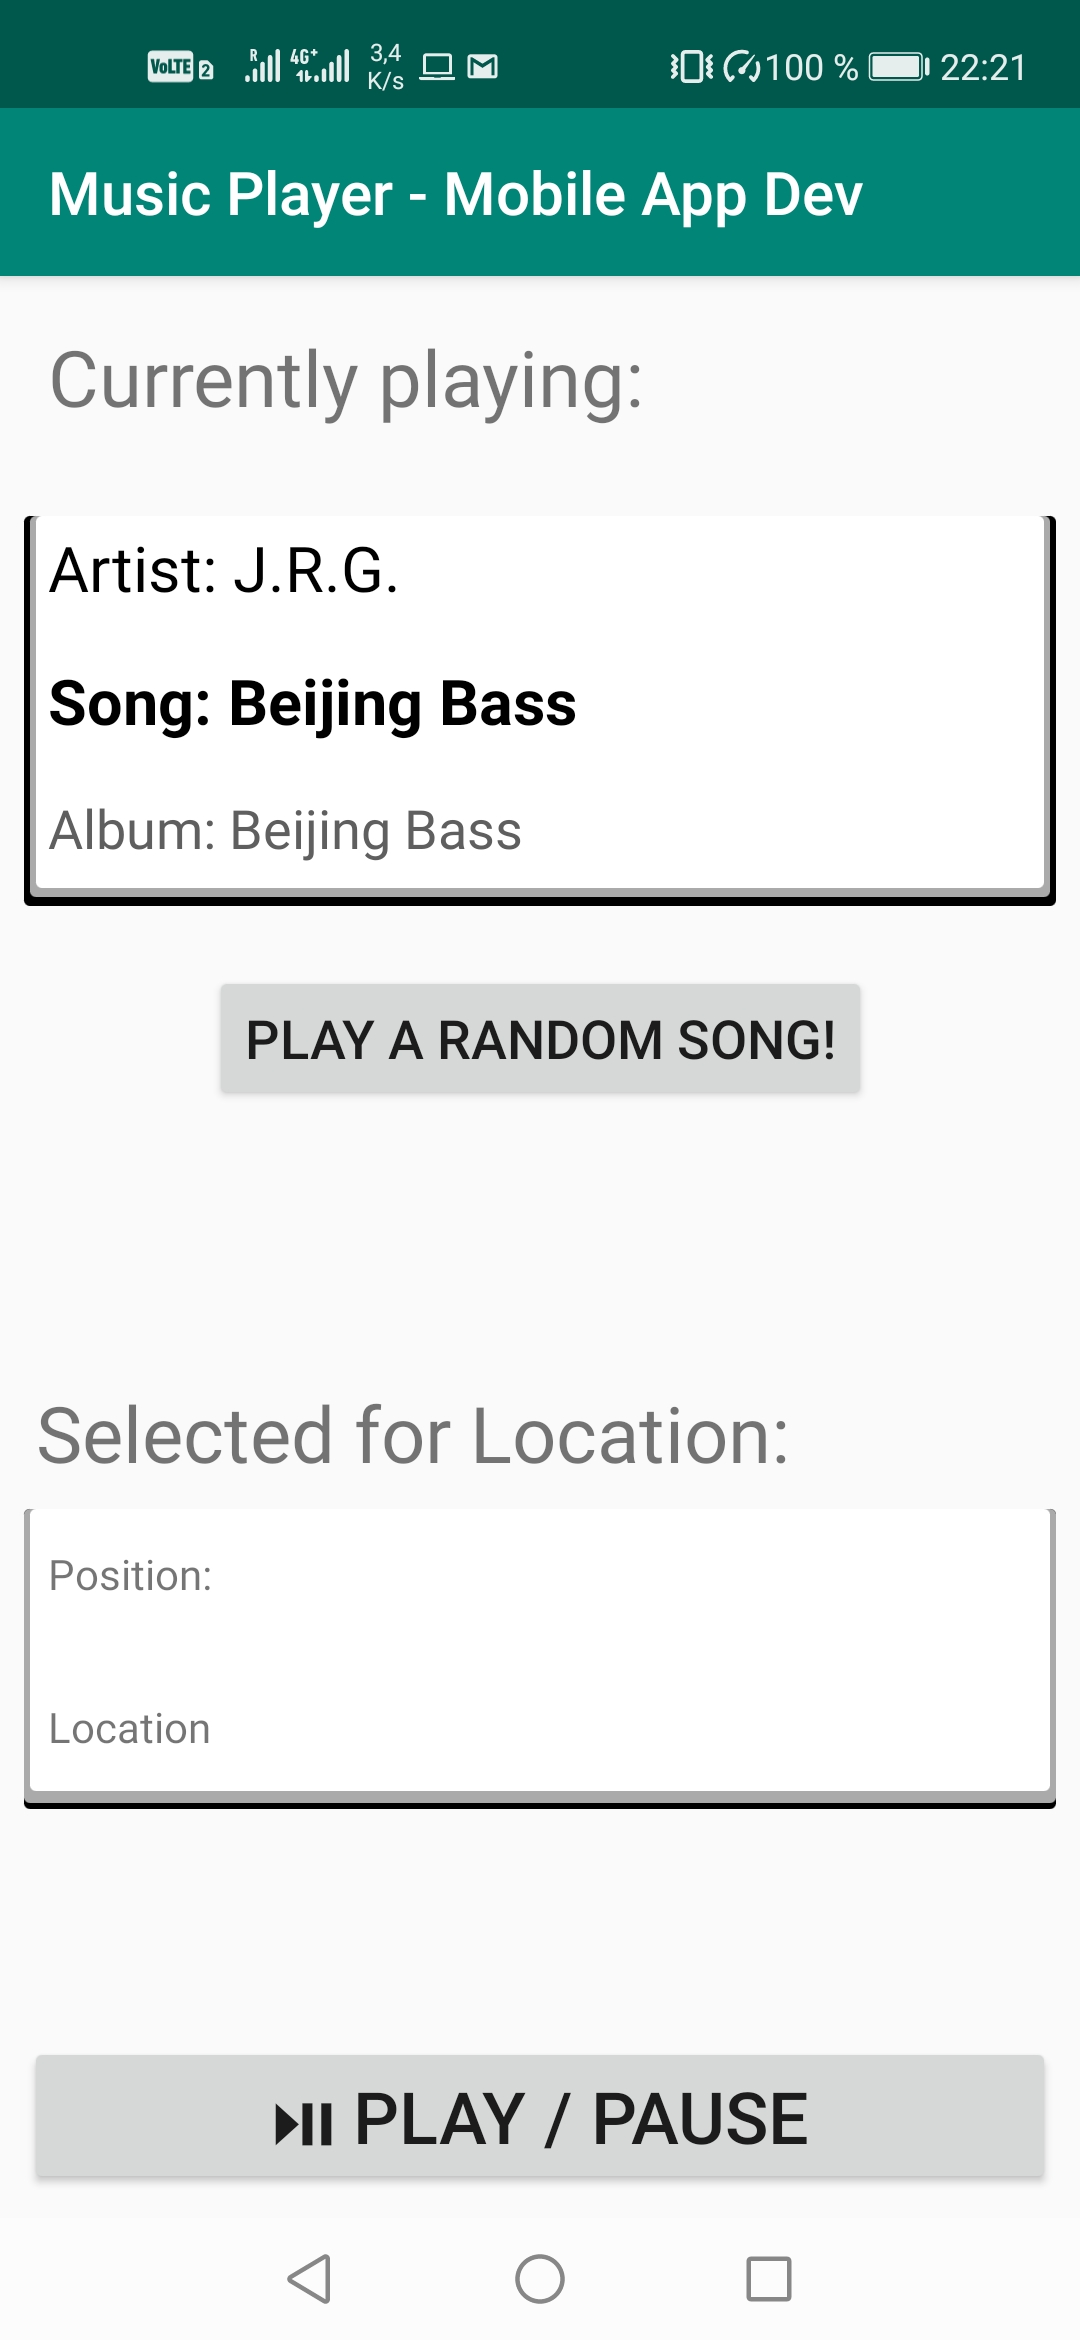 VoLTE 2 R 4G+ 3,4 K/s 100 % 22:21
Music Player - Mobile App Dev
Currently playing:
Artist: J.R.G.
Song: Beijing Bass
Album: Beijing Bass
PLAY A RANDOM SONG!
Selected for Location:
Position:
Location
PLAY / PAUSE